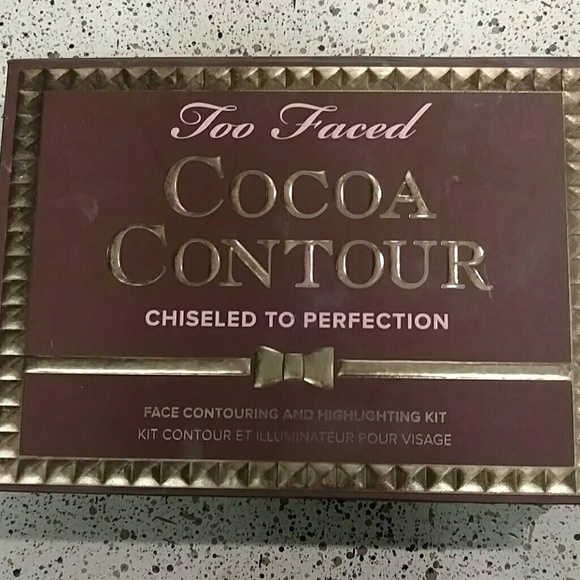 Too Faced
COCOA
CONTOUR
CHISELED TO PERFECTION
FACE CONTOURING AND HIGHLIGHTING KIT
KIT CONTOUR ET ILLUMINATEUR POUR VISAGE